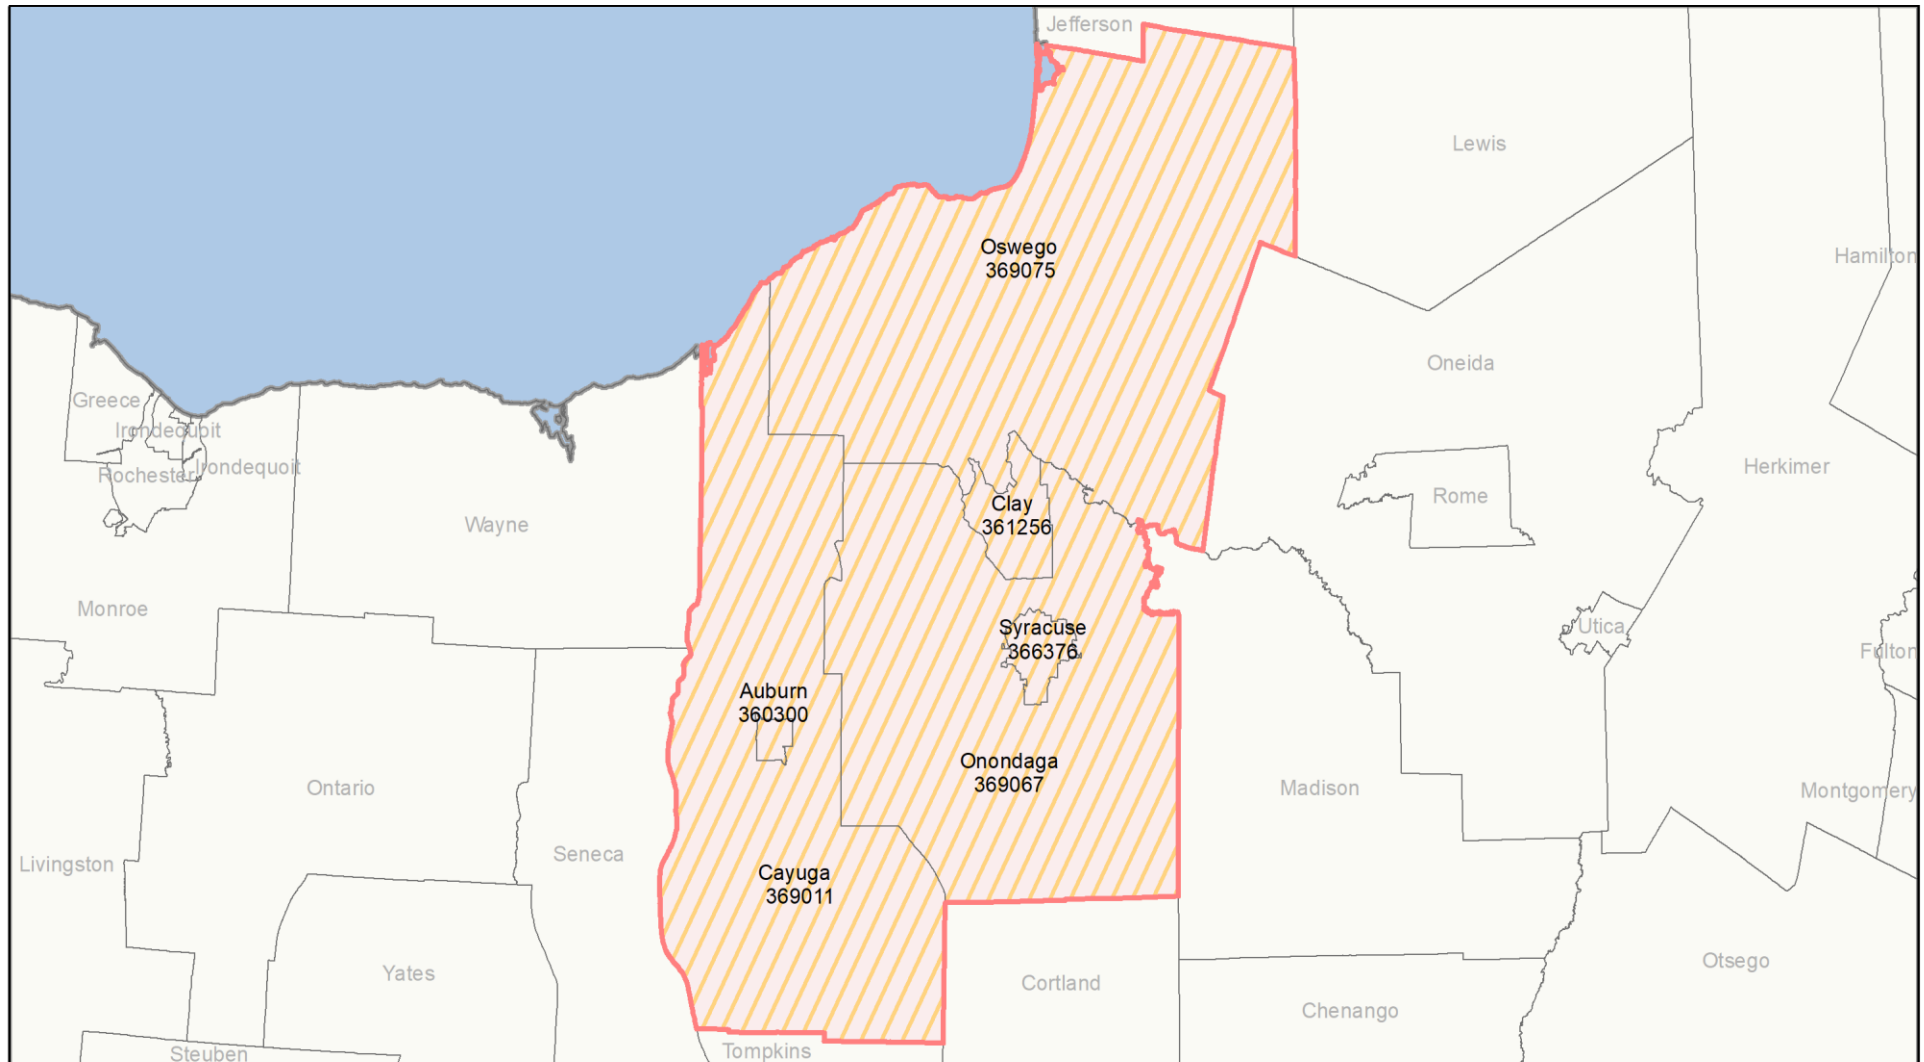 Jefferson
Lewis
Oswego
369075
Hamilton
Oneida
Greece
Irondequoit
Irondequoit
Rochester
Herkimer
Rome
Clay
361256
Wayne
Monroe
Syracuse
366376
Utica
Fulton
Auburn
360300
Onondaga
369067
Ontario
Madison
Montgomery
Seneca
Livingston
Cayuga
369011
Yates
Cortland
Otsego
Chenango
Steuben
Tompkins